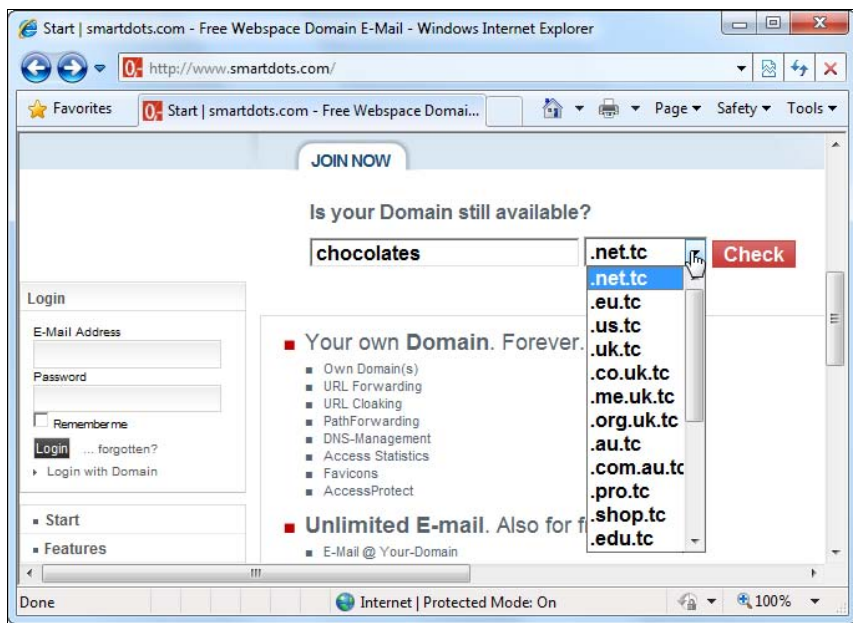 Start | smartdots.com - Free Webspace Domain E-Mail - Windows Internet Explorer
http://www.smartdots.com/
Favorites
Start | smartdots.com - Free Webspace Domai...
Page
Safety
Tools
JOIN NOW
Is your Domain still available?
chocolates
.net.tc
Check
.net.tc
.eu.tc
.us.tc
.uk.tc
.co.uk.tc
.me.uk.tc
.org.uk.tc
.au.tc
.com.au.tc
.pro.tc
.shop.tc
.edu.tc
Login
E-Mail Address
Password
Remember me
Login ... forgotten?
Login with Domain
Start
Features
Your own Domain. Forever.
Own Domain(s)
URL Forwarding
URL Cloaking
PathForwarding
DNS-Management
Access Statistics
Favicons
AccessProtect
Unlimited E-mail. Also for f
E-Mail @ Your-Domain
Done
Internet | Protected Mode: On
100%